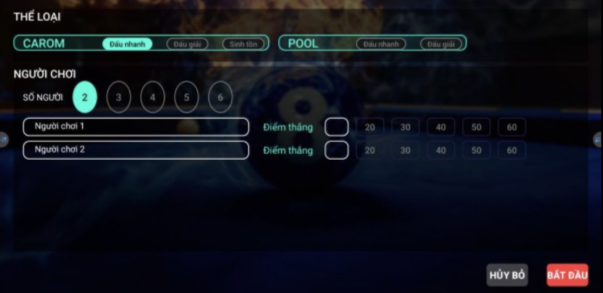 THỂ LOẠI
CAROM Đấu nhanh Đấu giải Sinh tồn POOL Đấu nhanh Đấu giải
NGƯỜI CHƠI
SỐ NGƯỜI 2 3 4 5 6
Người chơi 1 Điểm thắng 20 30 40 50 60
Người chơi 2 Điểm thắng 20 30 40 50 60
HỦY BỎ BẮT ĐẦU